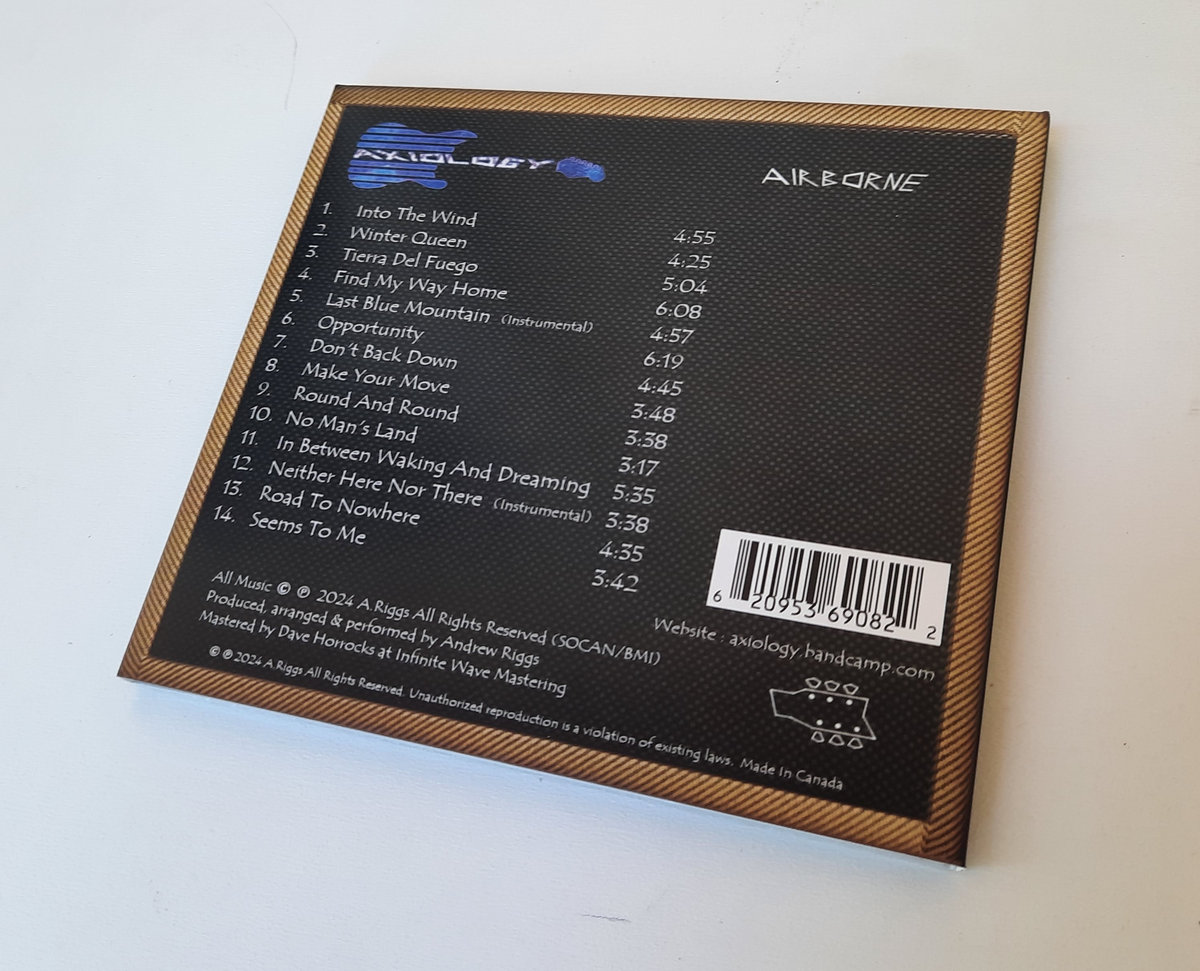 AXIOLOGY
AIRBORNE
1. Into The Wind 4:55
2. Winter Queen 4:25
3. Tierra Del Fuego 5:04
4. Find My Way Home 6:08
5. Last Blue Mountain (Instrumental) 4:57
6. Opportunity 6:19
7. Don't Back Down 4:45
8. Make Your Move 3:48
9. Round And Round 3:38
10. No Man's Land 3:17
11. In Between Waking And Dreaming 5:35
12. Neither Here Nor There (Instrumental) 3:38
13. Road To Nowhere 4:35
14. Seems To Me 3:42
6 20953 69082 2
All Music © ℗ 2024 A.Riggs All Rights Reserved (SOCAN/BMI)
Produced, arranged & performed by Andrew Riggs
Mastered by Dave Horrocks at Infinite Wave Mastering
Website : axiology.bandcamp.com
© ℗ 2024 A.Riggs All Rights Reserved. Unauthorized reproduction is a violation of existing laws. Made In Canada